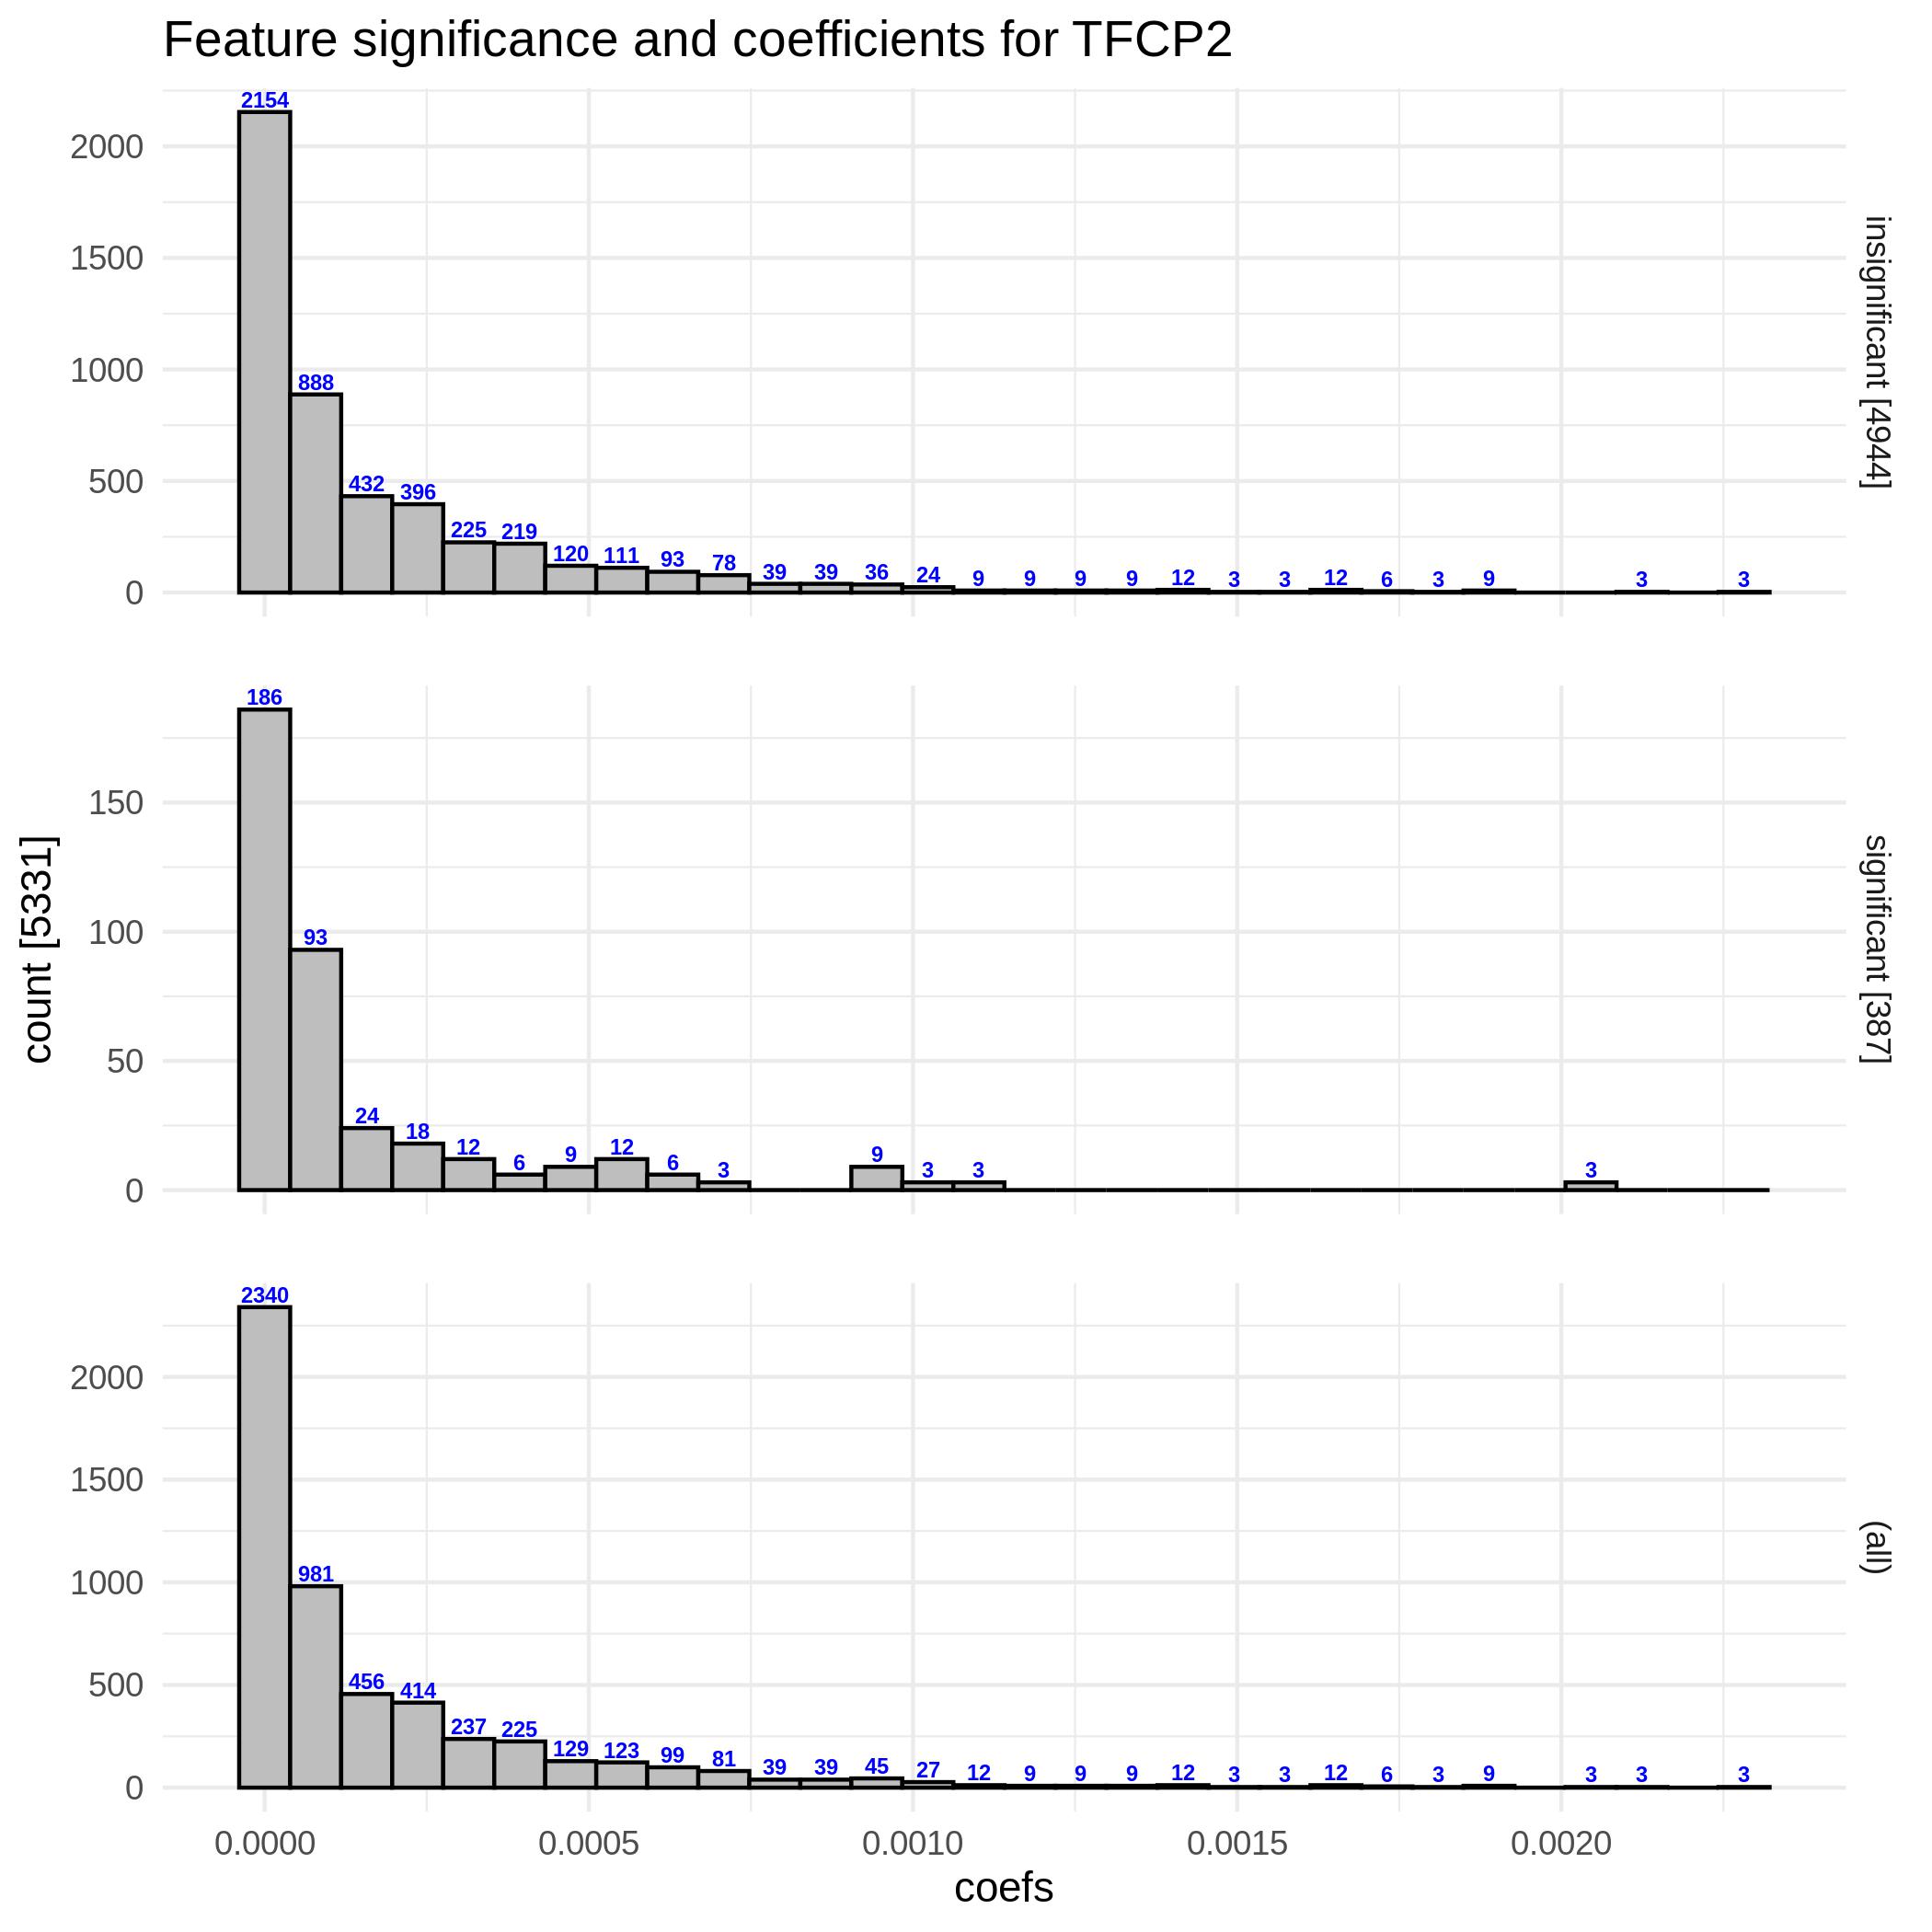 Feature significance and coefficients for TFCP2
2154
888
432 396
225 219
120 111 93 78 39 39 36 24 9 9 9 9 12 3 3 12 6 3 9 3 3
2000
1500
1000
500
0
insignificant [4944]
186
93
24 18 12 6 9 12 6 3 9 3 3 3
150
100
50
0
significant [387]
count [5331]
2340
981
456 414
237 225
129 123 99 81 39 39 45 27 12 9 9 9 12 3 3 12 6 3 9 3 3 3
2000
1500
1000
500
0
(all)
0.0000 0.0005 0.0010 0.0015 0.0020
coefs